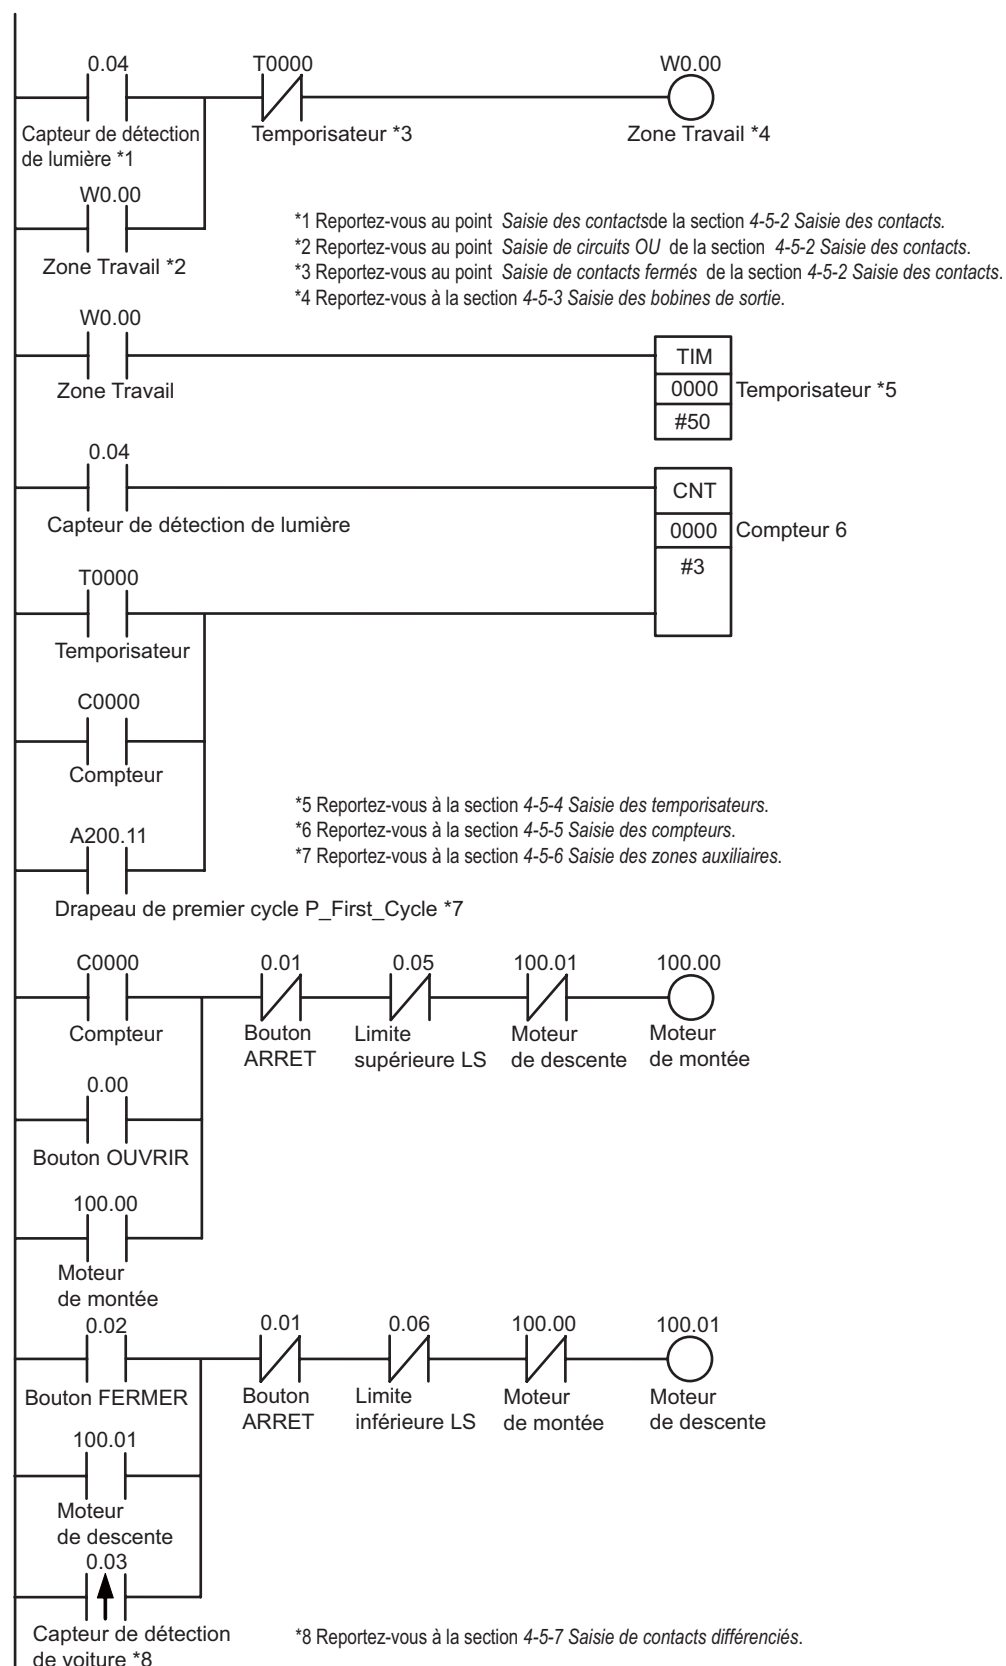 0.04 T0000 W0.00
Capteur de détection Temporisateur *3 Zone Travail *4
de lumière *1
W0.00
Zone Travail *2
*1 Reportez-vous au point Saisie des contactsde la section 4-5-2 Saisie des contacts.
*2 Reportez-vous au point Saisie de circuits OU de la section 4-5-2 Saisie des contacts.
*3 Reportez-vous au point Saisie de contacts fermés de la section 4-5-2 Saisie des contacts.
*4 Reportez-vous à la section 4-5-3 Saisie des bobines de sortie.
W0.00
Zone Travail
TIM
0000 Temporisateur *5
#50
0.04
Capteur de détection de lumière
CNT
0000 Compteur 6
#3
T0000
Temporisateur
C0000
Compteur
*5 Reportez-vous à la section 4-5-4 Saisie des temporisateurs.
*6 Reportez-vous à la section 4-5-5 Saisie des compteurs.
*7 Reportez-vous à la section 4-5-6 Saisie des zones auxiliaires.
A200.11
Drapeau de premier cycle P_First_Cycle *7
C0000 0.01 0.05 100.01 100.00
Compteur Bouton Limite Moteur Moteur
ARRET supérieure LS de descente de montée
0.00
Bouton OUVRIR
100.00
Moteur
de montée
0.02 0.01 0.06 100.00 100.01
Bouton FERMER Bouton Limite Moteur Moteur
ARRET inférieure LS de montée de descente
100.01
Moteur
de descente
0.03
Capteur de détection
de voiture *8
*8 Reportez-vous à la section 4-5-7 Saisie de contacts différenciés.